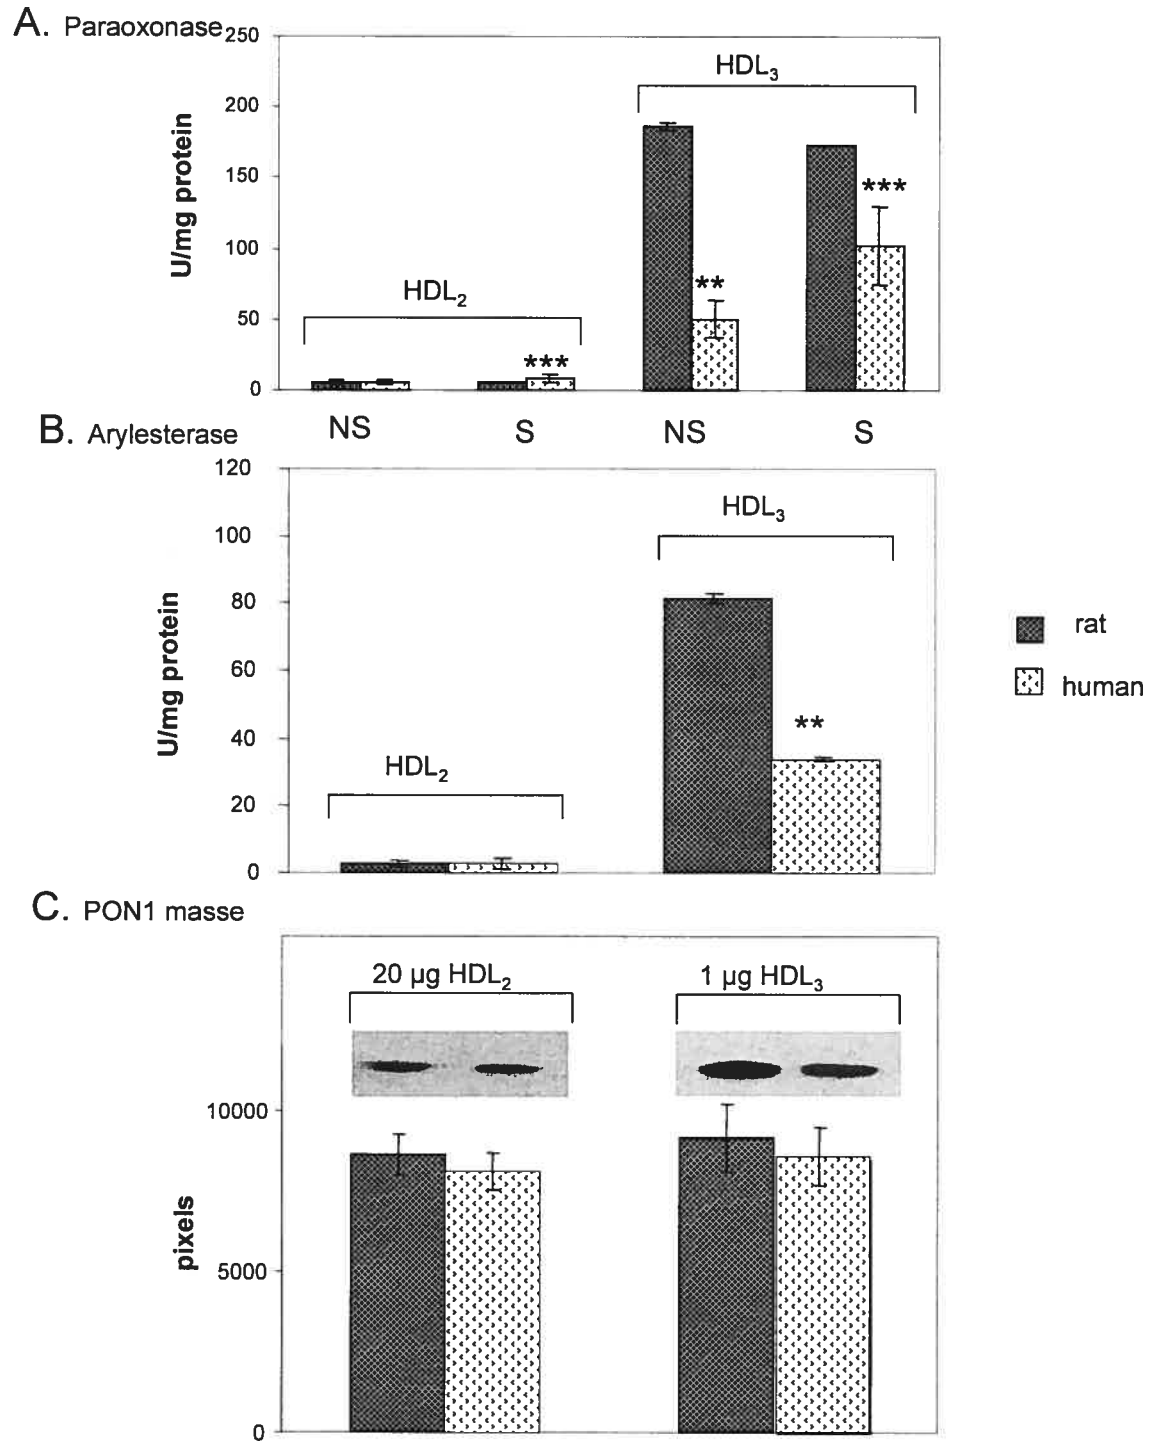 A. Paraoxonase
250
200
150
100
50
0
U/mg protein
HDL2
HDL3
***
**
***
NS S NS S
B. Arylesterase
120
100
80
60
40
20
0
U/mg protein
HDL2
HDL3
**
rat
human
C. PON1 masse
20 µg HDL2
1 µg HDL3
10000
5000
0
pixels